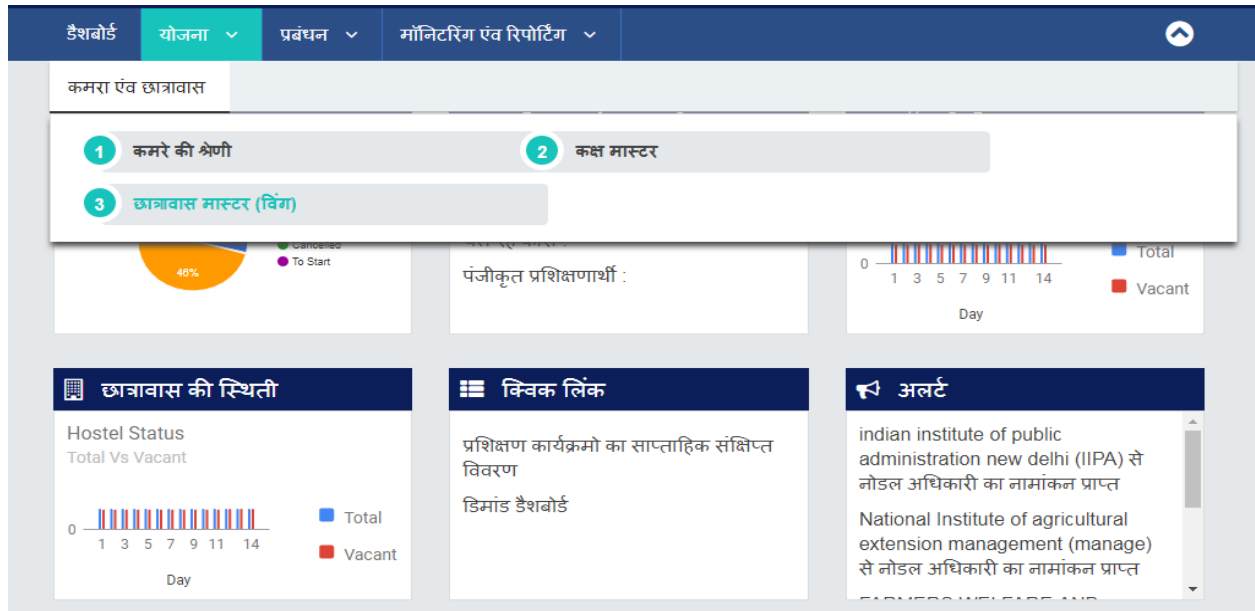 डैशबोर्ड योजना प्रबंधन मॉनिटरिंग एंव रिपोर्टिंग
कमरा एंव छात्रावास
1 कमरे की श्रेणी 2 कक्ष मास्टर
3 छात्रावास मास्टर (विंग)
46%
Cancelled
To Start
पंजीकृत प्रशिक्षणार्थी :
0
1 3 5 7 9 11 14
Day
Total
Vacant
छात्रावास की स्थिती
Hostel Status
Total Vs Vacant
0
1 3 5 7 9 11 14
Day
Total
Vacant
क्विक लिंक
प्रशिक्षण कार्यक्रमो का साप्ताहिक संक्षिप्त
विवरण
डिमांड डैशबोर्ड
अलर्ट
indian institute of public
administration new delhi (IIPA) से
नोडल अधिकारी का नामांकन प्राप्त
National Institute of agricultural
extension management (manage)
से नोडल अधिकारी का नामांकन प्राप्त
FARMERS WELFARE AND